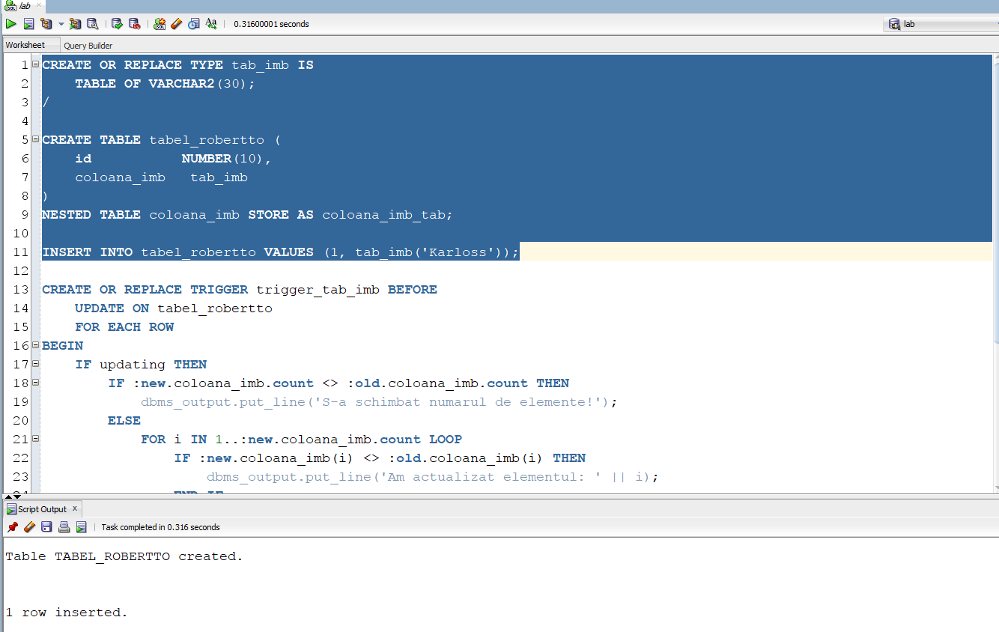 lab
0.31600001 seconds
lab
Worksheet
Query Builder
1 CREATE OR REPLACE TYPE tab_imb IS
2 TABLE OF VARCHAR2(30);
3 /
4
5 CREATE TABLE tabel_robertto (
6 id NUMBER(10),
7 coloana_imb tab_imb
8 )
9 NESTED TABLE coloana_imb STORE AS coloana_imb_tab;
10
11 INSERT INTO tabel_robertto VALUES (1, tab_imb('Karloss'));
12
13 CREATE OR REPLACE TRIGGER trigger_tab_imb BEFORE
14 UPDATE ON tabel_robertto
15 FOR EACH ROW
16 BEGIN
17 IF updating THEN
18 IF :new.coloana_imb.count <> :old.coloana_imb.count THEN
19 dbms_output.put_line('S-a schimbat numarul de elemente!');
20 ELSE
21 FOR i IN 1..:new.coloana_imb.count LOOP
22 IF :new.coloana_imb(i) <> :old.coloana_imb(i) THEN
23 dbms_output.put_line('Am actualizat elementul: ' || i);
Script Output x
Task completed in 0.316 seconds
Table TABEL_ROBERTTO created.
1 row inserted.